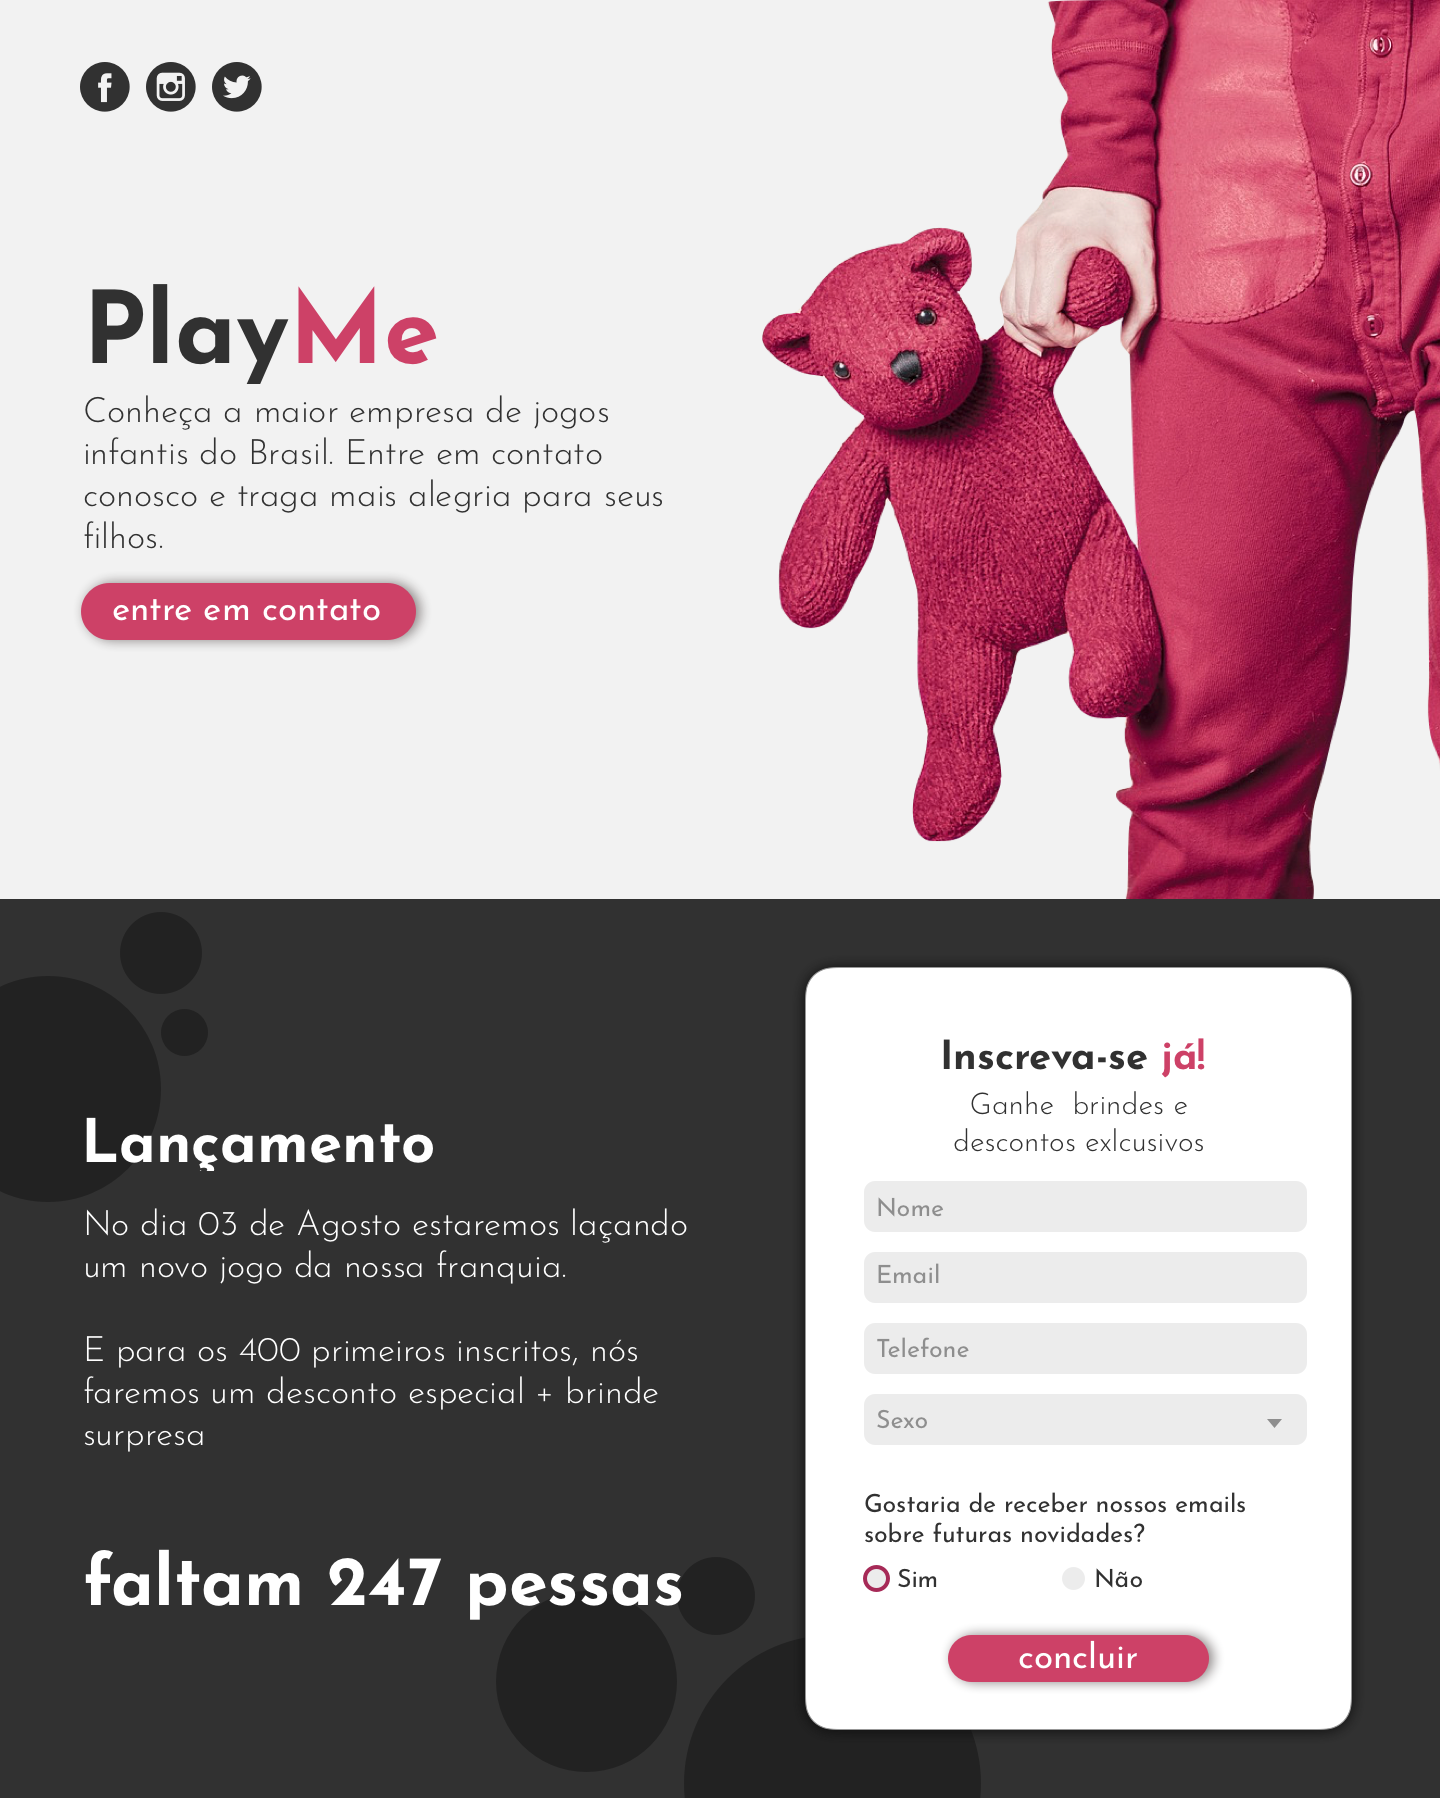 PlayMe
Conheça a maior empresa de jogos
infantis do Brasil. Entre em contato
conosco e traga mais alegria para seus
filhos.
entre em contato
Lançamento
No dia 03 de Agosto estaremos laçando
um novo jogo da nossa franquia.
E para os 400 primeiros inscritos, nós
faremos um desconto especial + brinde
surpresa
faltam 247 pessas
Inscreva-se já!
Ganhe brindes e
descontos exlcusivos
Nome
Email
Telefone
Sexo
Gostaria de receber nossos emails
sobre futuras novidades?
Sim Não
concluir